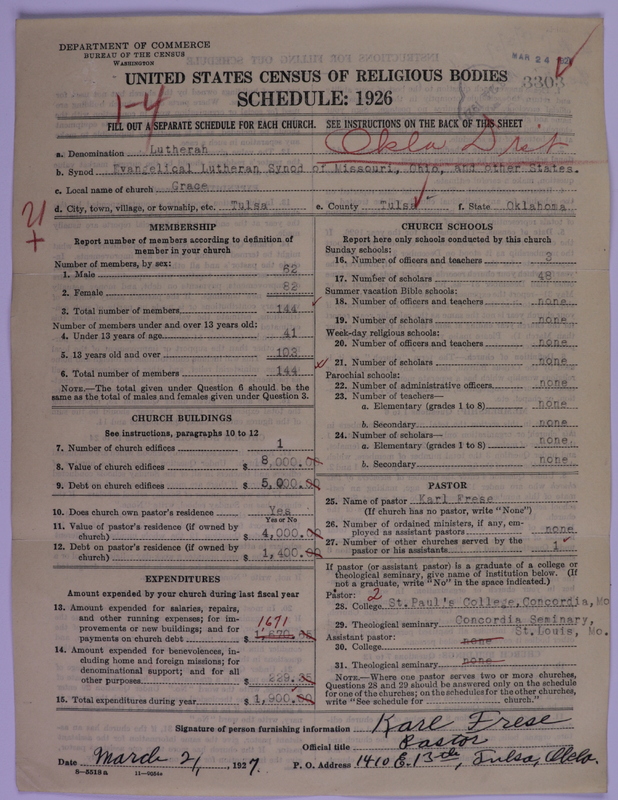 DEPARTMENT OF COMMERCE
BUREAU OF THE CENSUS
WASHINGTON
MAR 24
3303
UNITED STATES CENSUS OF RELIGIOUS BODIES
SCHEDULE: 1926
1-4
FILL OUT A SEPARATE SCHEDULE FOR EACH CHURCH. SEE INSTRUCTIONS ON THE BACK OF THIS SHEET
Okla Dist
a. Denomination Lutheran
b. Synod Evangelical Lutheran Synod of Missouri, Ohio, and other States.
c. Local name of church Grace
d. City, town, village, or township, etc. Tulsa e. County Tulsa f. State Oklahoma
MEMBERSHIP
Report number of members according to definition of
member in your church
Number of members, by sex:
1. Male 62
2. Female 82
3. Total number of members 144
Number of members under and over 13 years old:
4. Under 13 years of age 41
5. 13 years old and over 103
6. Total number of members 144
NOTE.—The total given under Question 6 should be the
same as the total of males and females given under Question 3.
CHURCH BUILDINGS
See instructions, paragraphs 10 to 12
7. Number of church edifices 1
8. Value of church edifices $ 8,000.00
9. Debt on church edifices $ 5,000.00
10. Does church own pastor's residence Yes
Yes or No
11. Value of pastor's residence (if owned by
church) $ 4,000.00
12. Debt on pastor's residence (if owned by
church) $ 1,400.00
EXPENDITURES
Amount expended by your church during last fiscal year
13. Amount expended for salaries, repairs,
and other running expenses; for im-
provements or new buildings; and for
payments on church debt $ 1671
14. Amount expended for benevolences, in-
cluding home and foreign missions; for
denominational support; and for all
other purposes $ 229.
15. Total expenditures during year $ 1,900.00
CHURCH SCHOOLS
Report here only schools conducted by this church
Sunday schools:
16. Number of officers and teachers 3
17. Number of scholars 48
Summer vacation Bible schools:
18. Number of officers and teachers none
19. Number of scholars none
Week-day religious schools:
20. Number of officers and teachers none
21. Number of scholars none
Parochial schools:
22. Number of administrative officers none
23. Number of teachers—
a. Elementary (grades 1 to 8) none
b. Secondary none
24. Number of scholars—
a. Elementary (grades 1 to 8) none
b. Secondary none
PASTOR
25. Name of pastor Karl Frese
(If church has no pastor, write "None")
26. Number of ordained ministers, if any, em-
ployed as assistant pastors none
27. Number of other churches served by the
pastor or his assistants 1
If pastor (or assistant pastor) is a graduate of a college or
theological seminary, give name of institution below. (If
not a graduate, write "No" in the space indicated.)
Pastor: 2
28. College St.Paul's College,Concordia,Mo
29. Theological seminary Concordia Seminary,
St.Louis, Mo.
Assistant pastor:
30. College none
31. Theological seminary none
NOTE.—Where one pastor serves two or more churches,
Questions 28 and 29 should be answered only on the schedule
for one of the churches; on the schedules for the other churches,
write "See schedule for church."
Signature of person furnishing information Karl Frese
Official title Pastor
Date March 21, 1927. P. O. Address 1410 E. 13th, Tulsa, Okla.
8—5518a 11—9054a